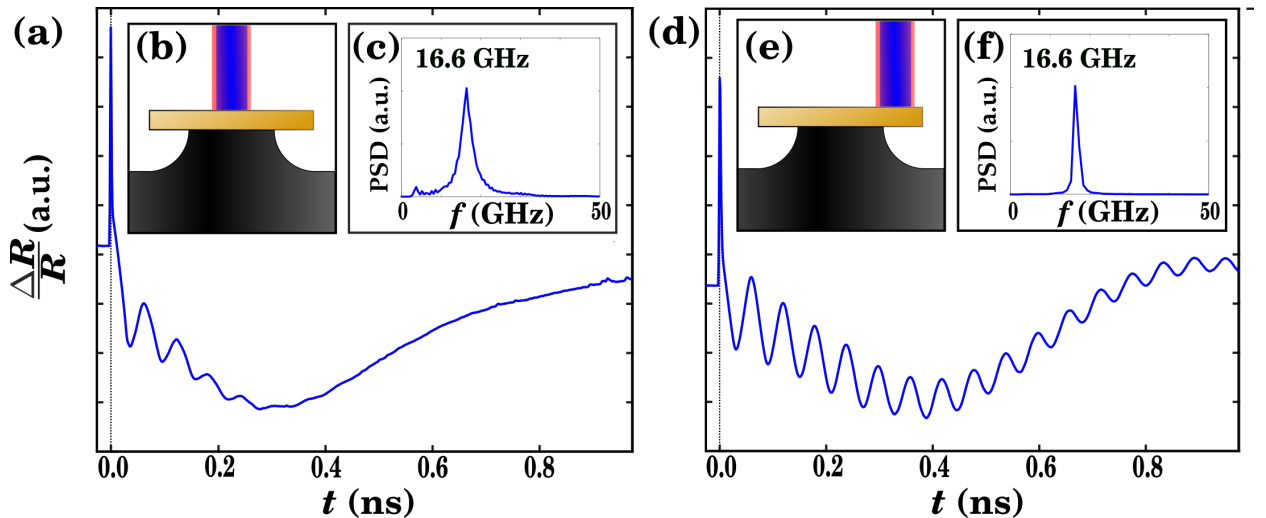 (a)
(b)
(c)
16.6 GHz
PSD (a.u.)
0
f (GHz)
50
ΔR/R (a.u.)
0.0 0.2 0.4 0.6 0.8
t (ns)
(d)
(e)
(f)
16.6 GHz
PSD (a.u.)
0
f (GHz)
50
0.0 0.2 0.4 0.6 0.8
t (ns)